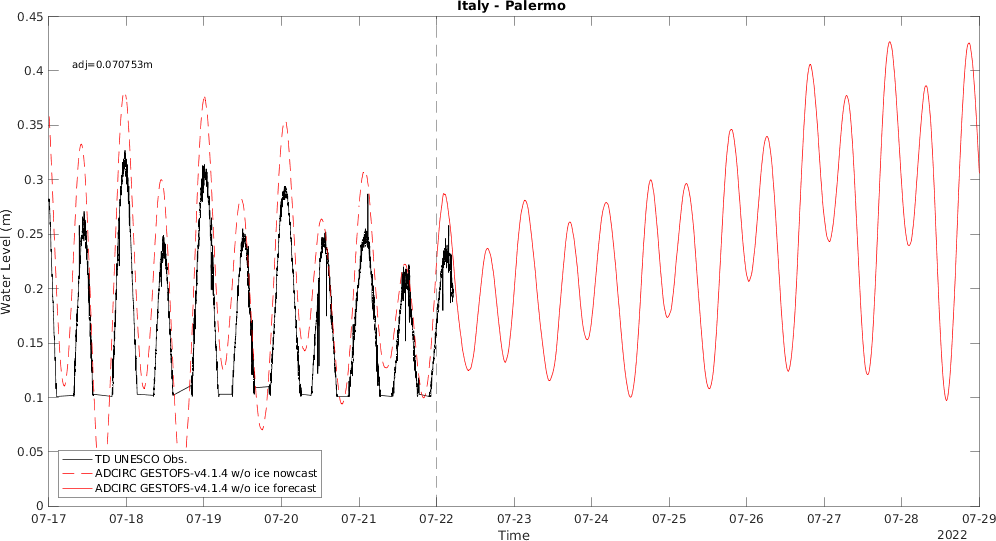 Italy - Palermo
0.45
0.4
0.35
0.3
0.25
0.2
0.15
0.1
0.05
0
Water Level (m)
adj=0.070753m
TD UNESCO Obs.
ADCIRC GESTOFS-v4.1.4 w/o ice nowcast
ADCIRC GESTOFS-v4.1.4 w/o ice forecast
07-17 07-18 07-19 07-20 07-21 07-22 07-23 07-24 07-25 07-26 07-27 07-28 07-29
Time
2022